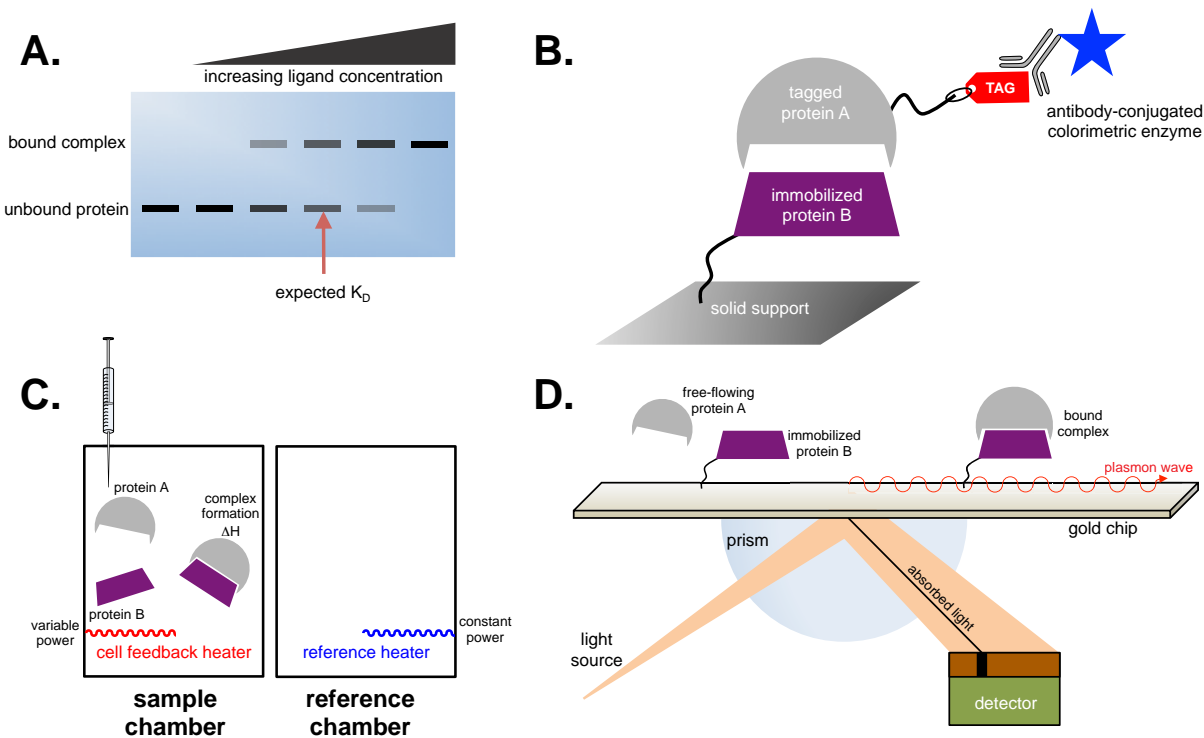 A.
increasing ligand concentration
bound complex
unbound protein
expected K_D
B.
tagged
protein A
TAG
antibody-conjugated
colorimetric enzyme
immobilized
protein B
solid support
C.
protein A
complex
formation
ΔH
protein B
variable
power
cell feedback heater
constant
power
reference heater
sample
chamber
reference
chamber
D.
free-flowing
protein A
immobilized
protein B
bound
complex
plasmon wave
gold chip
prism
absorbed light
light
source
detector